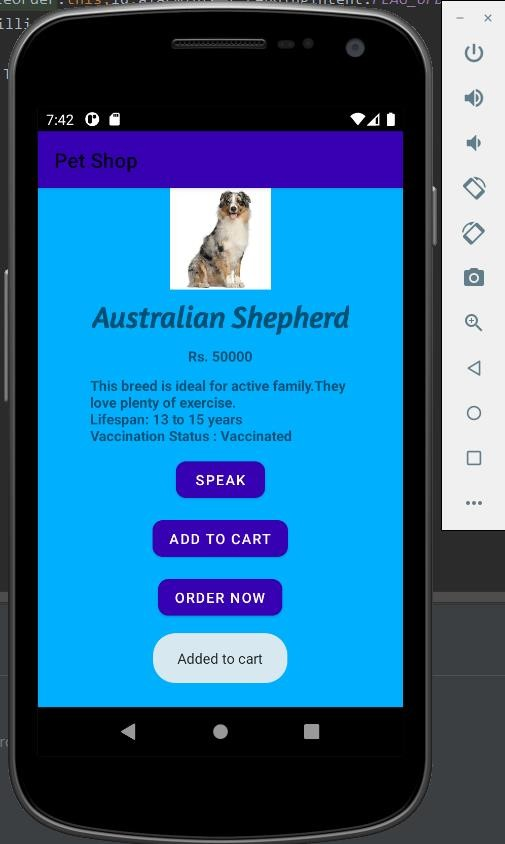 7:42
Pet Shop
Australian Shepherd
Rs. 50000
This breed is ideal for active family.They
love plenty of exercise.
Lifespan: 13 to 15 years
Vaccination Status : Vaccinated
SPEAK
ADD TO CART
ORDER NOW
Added to cart